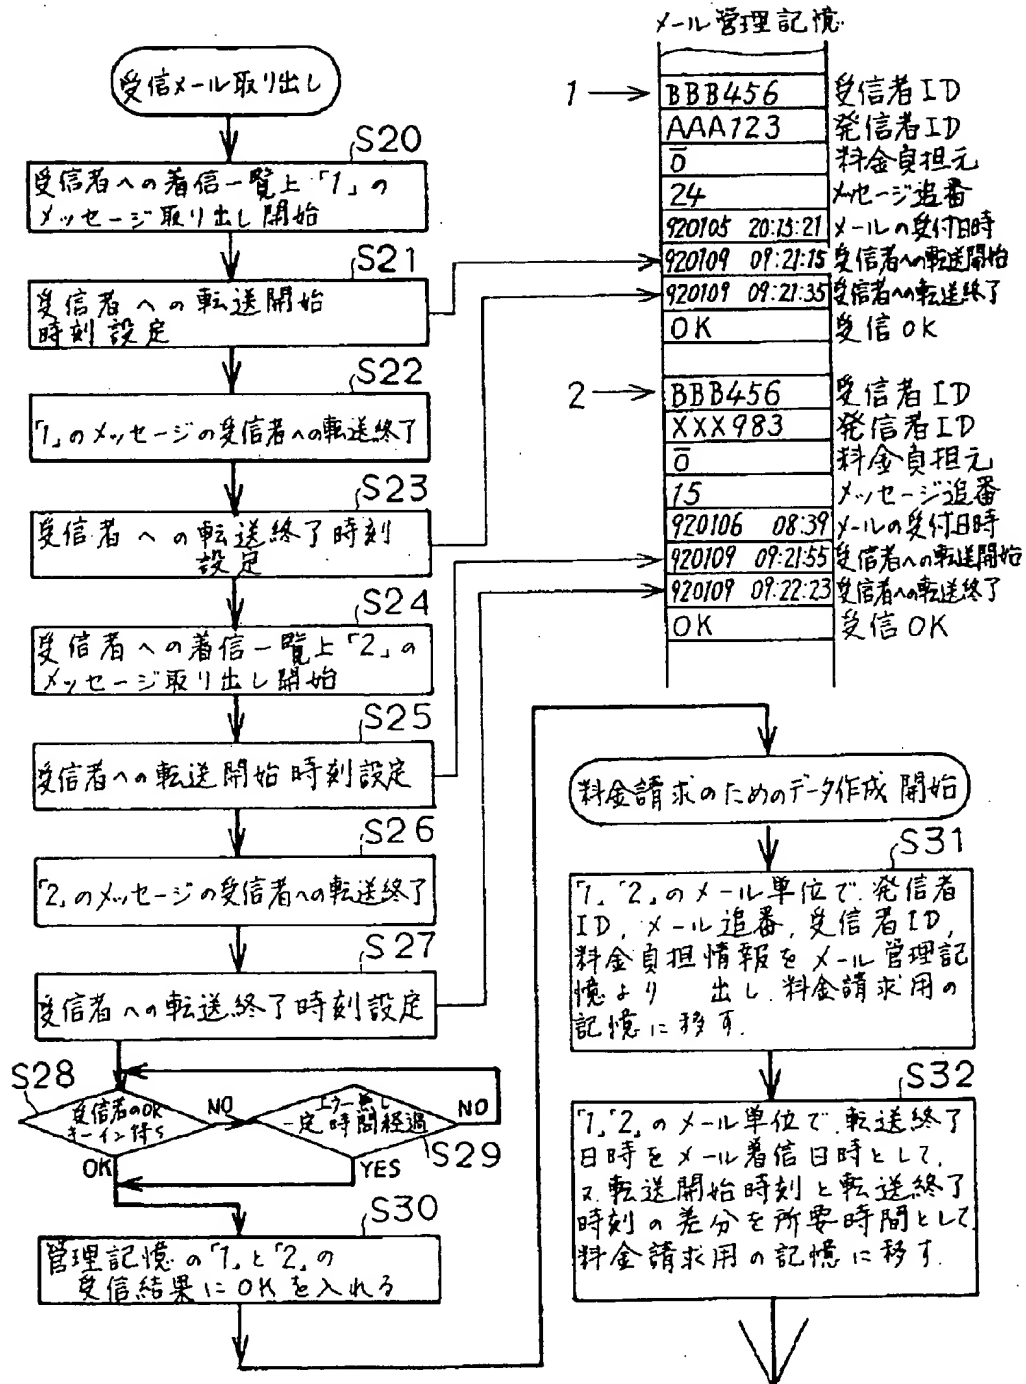 受信メール取り出し
S20
受信者への着信一覧上「1」の
メッセージ取り出し開始
S21
受信者への転送開始
時刻設定
S22
「1」のメッセージの受信者への転送終了
S23
受信者への転送終了時刻
設定
S24
受信者への着信一覧上「2」の
メッセージ取り出し開始
S25
受信者への転送開始時刻設定
S26
「2」のメッセージの受信者への転送終了
S27
受信者への転送終了時刻設定
S28
受信者のOK
キーイン待ち
NO
OK
エラー無し
一定時間経過
NO
S29
YES
S30
管理記憶の「1」と「2」の
受信結果にOKを入れる
メール管理記憶
1 BBB456 受信者ID
AAA123 発信者ID
0 料金負担元
24 メッセージ追番
920105 20:15:21 メールの受付日時
920109 09:21:15 受信者への転送開始
920109 09:21:35 受信者への転送終了
OK 受信OK
2 BBB456 受信者ID
XXX983 発信者ID
0 料金負担元
15 メッセージ追番
920106 08:39 メールの受付日時
920109 09:21:55 受信者への転送開始
920109 09:22:23 受信者への転送終了
OK 受信OK
料金請求のためのデータ作成開始
S31
「1」「2」のメール単位で、発信者
ID, メール追番, 受信者ID,
料金負担情報をメール管理記
憶より 出し、料金請求用の
記憶に移す.
S32
「1」「2」のメール単位で、転送終了
日時をメール着信日時として、
又、転送開始時刻と転送終了
時刻の差分を所要時間として、
料金請求用の記憶に移す.